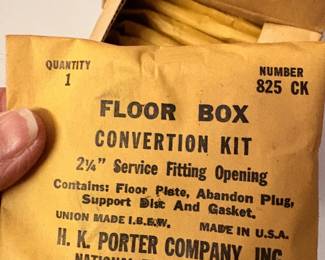 QUANTITY NUMBER
1 825 CK
FLOOR BOX
CONVERTION KIT
2¼" Service Fitting Opening
Contains: Floor Plate, Abandon Plug,
Support Disc And Gasket.
UNION MADE I.B.E.W. MADE IN U.S.A.
H. K. PORTER COMPANY, INC.
NATIONAL